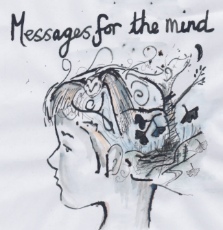 Messages for the mind